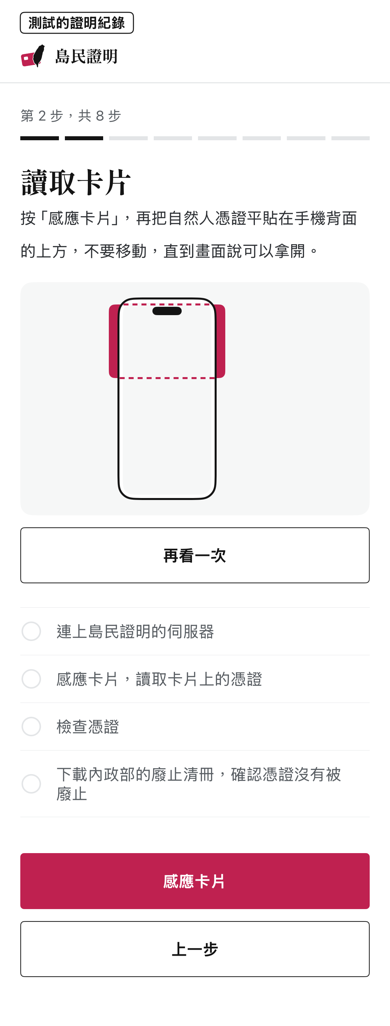 測試的證明紀錄
島民證明
第 2 步，共 8 步
讀取卡片
按「感應卡片」，再把自然人憑證平貼在手機背面
的上方，不要移動，直到畫面說可以拿開。
再看一次
連上島民證明的伺服器
感應卡片，讀取卡片上的憑證
檢查憑證
下載內政部的廢止清冊，確認憑證沒有被
廢止
感應卡片
上一步